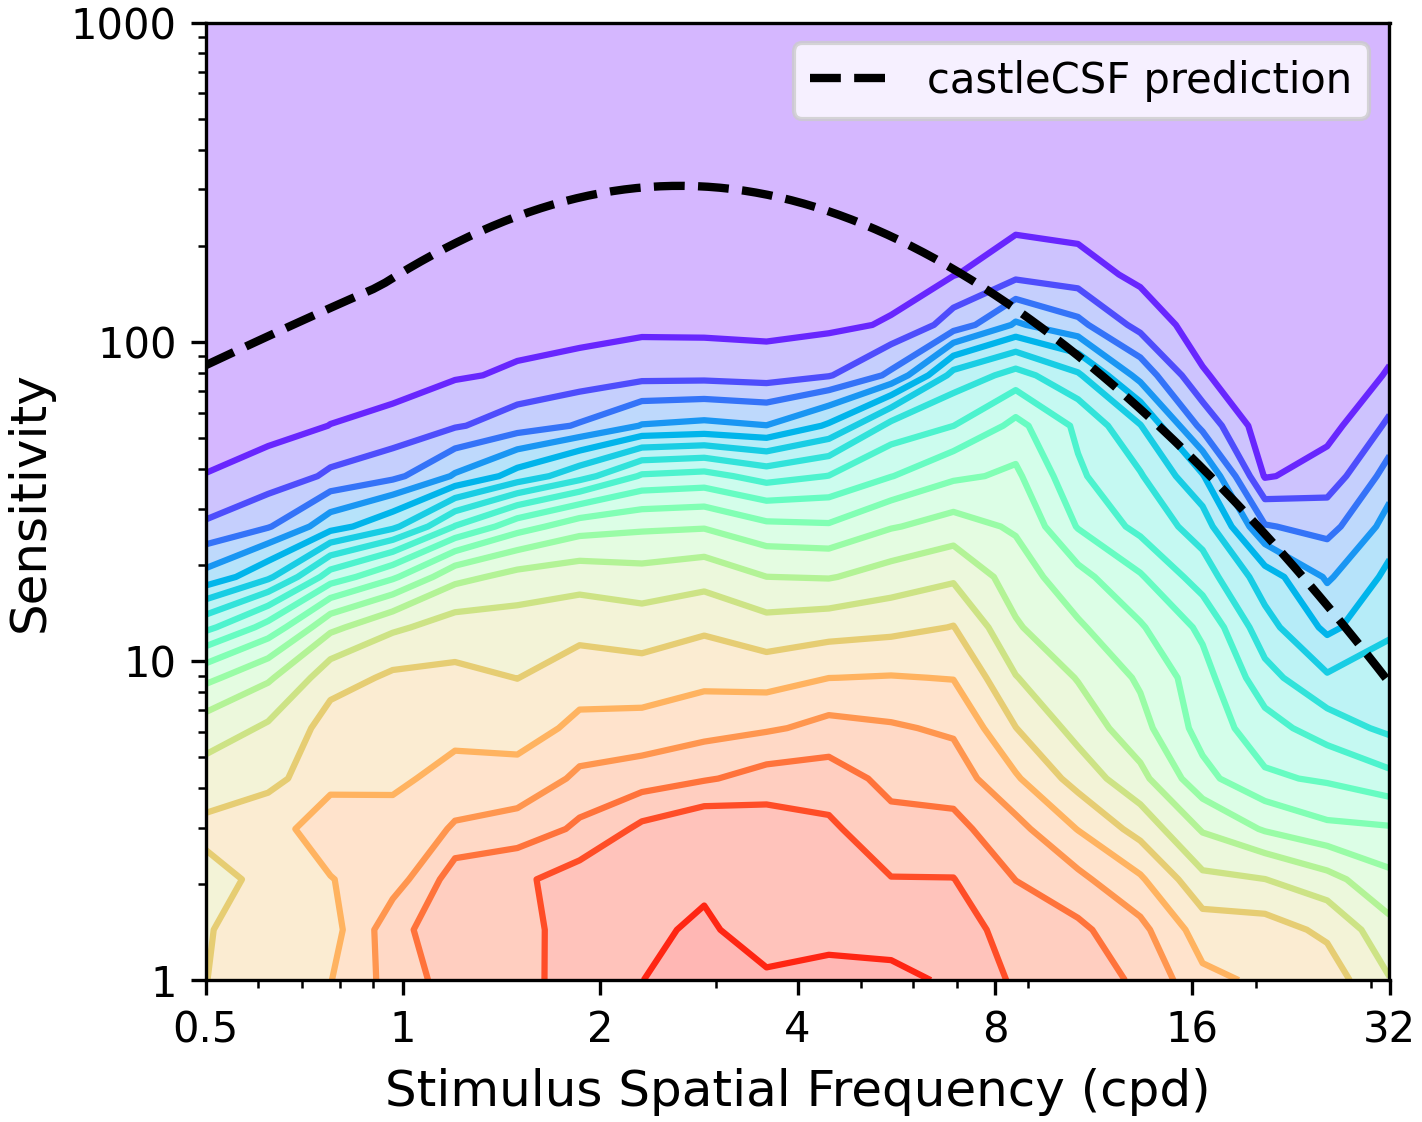 1000
100
10
1
Sensitivity
castleCSF prediction
0.5 1 2 4 8 16 32
Stimulus Spatial Frequency (cpd)